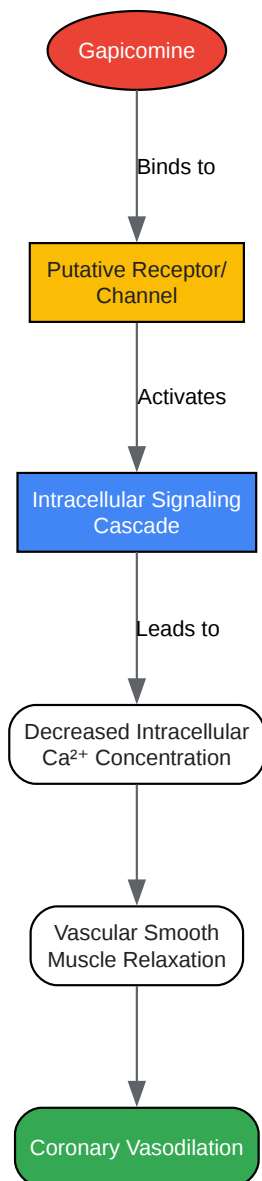 Gapicomine
Binds to
Putative Receptor/
Channel
Activates
Intracellular Signaling
Cascade
Leads to
Decreased Intracellular
Ca²⁺ Concentration
Vascular Smooth
Muscle Relaxation
Coronary Vasodilation